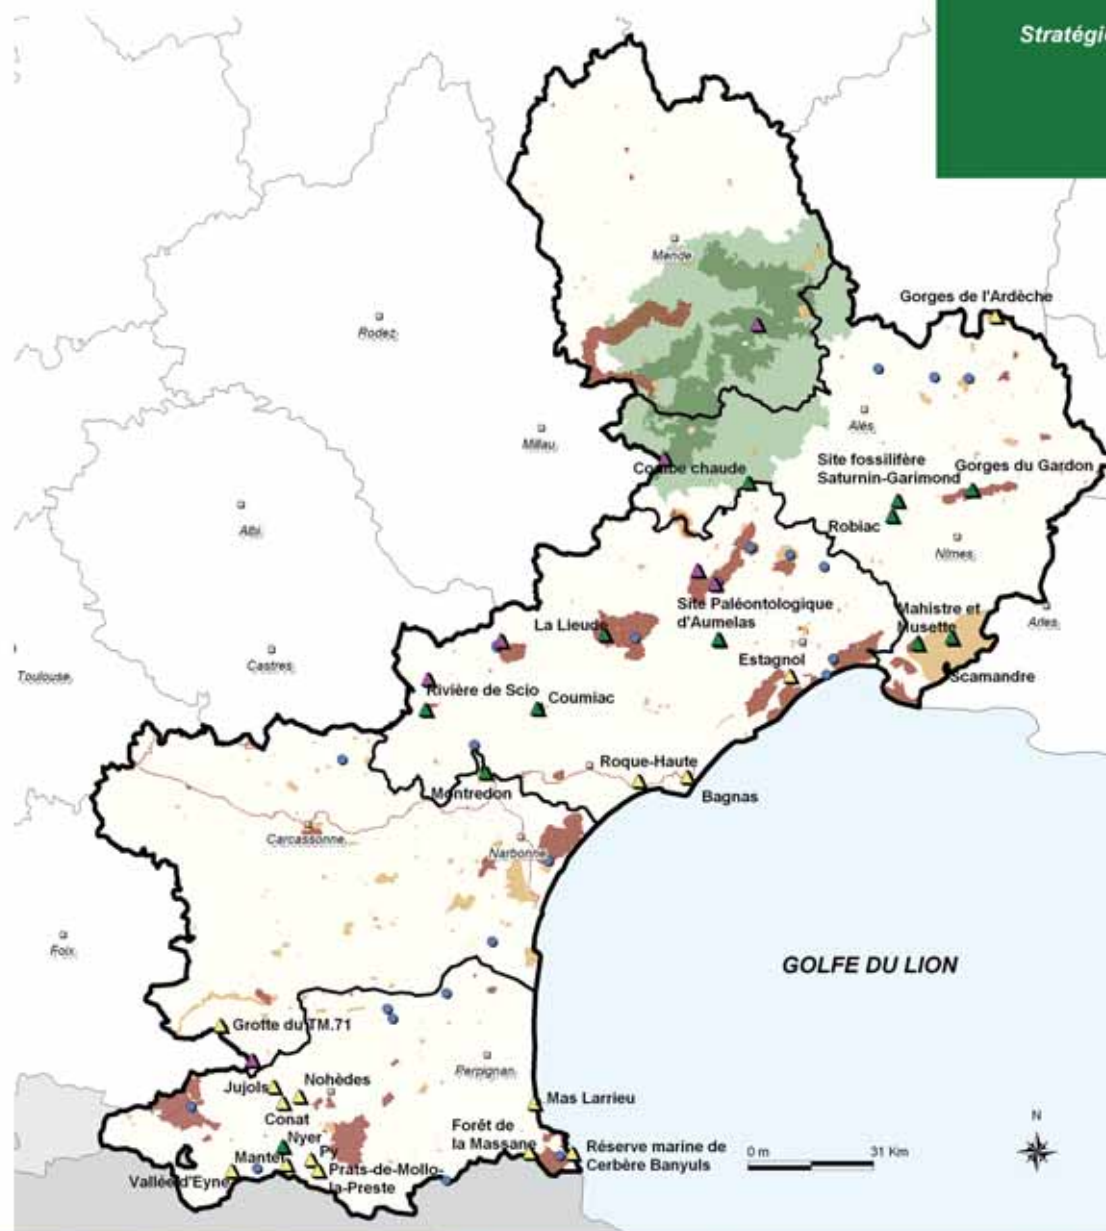 Stratégi
Mende
Gorges de l'Ardèche
Rodez
Alès
Millau
Combe chaude
Site fossilifère
Saturnin-Garimond
Gorges du Gardon
Albi
Robiac
Nîmes
Site Paléontologique
d'Aumelas
Mahistre et
Musette
Arles
La Lieude
Toulouse
Castres
Estagnol
Scamandre
Rivière de Scio
Coumiac
Roque-Haute
Montredon
Bagnas
Carcassonne
Narbonne
Foix
GOLFE DU LION
Grotte du TM.71
Perpignan
Jujols
Nohèdes
Mas Larrieu
Conat
Nyer
Forêt de
la Massane
Py
Mantet
Réserve marine de
Cerbère Banyuls
Prats-de-Mollo-
la-Preste
Vallée d'Eyne
N
0 m
31 Km